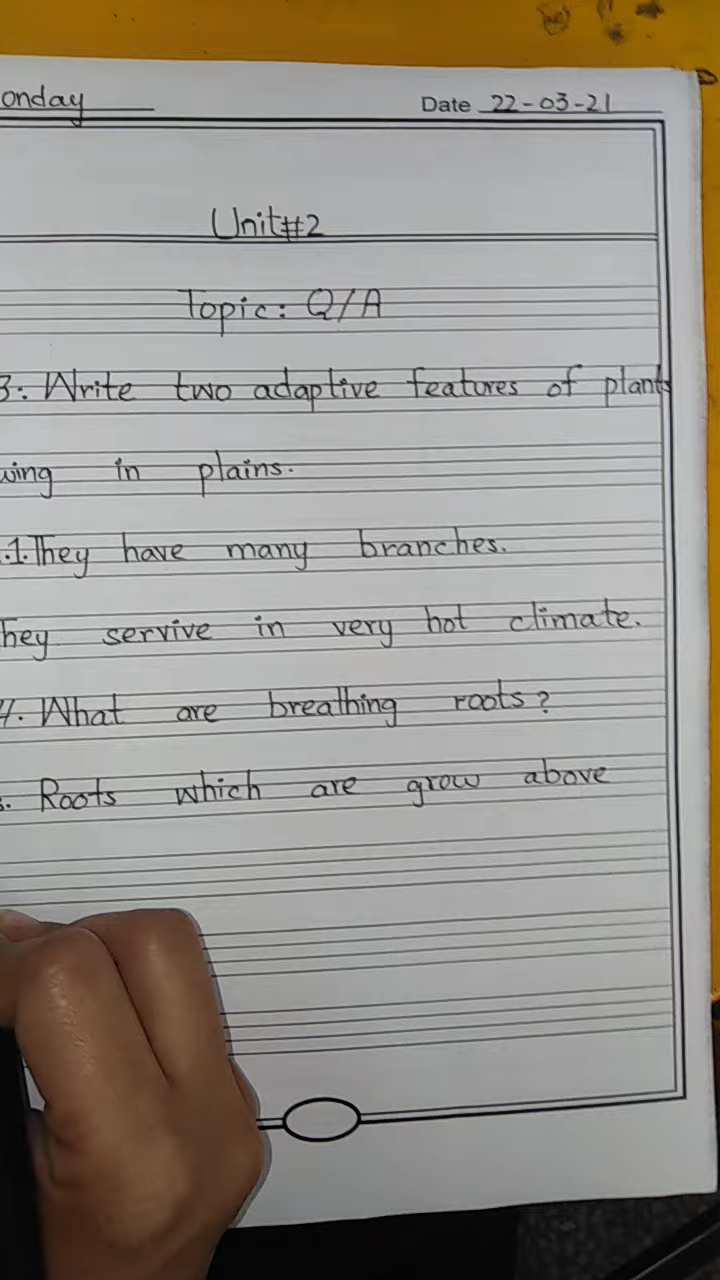 onday Date 22-03-21
Unit#2
Topic: Q/A
3: Write two adaptive features of plants
wing in plains.
.1.They have many branches.
hey servive in very hot climate.
4. What are breathing roots?
s. Roots which are grow above